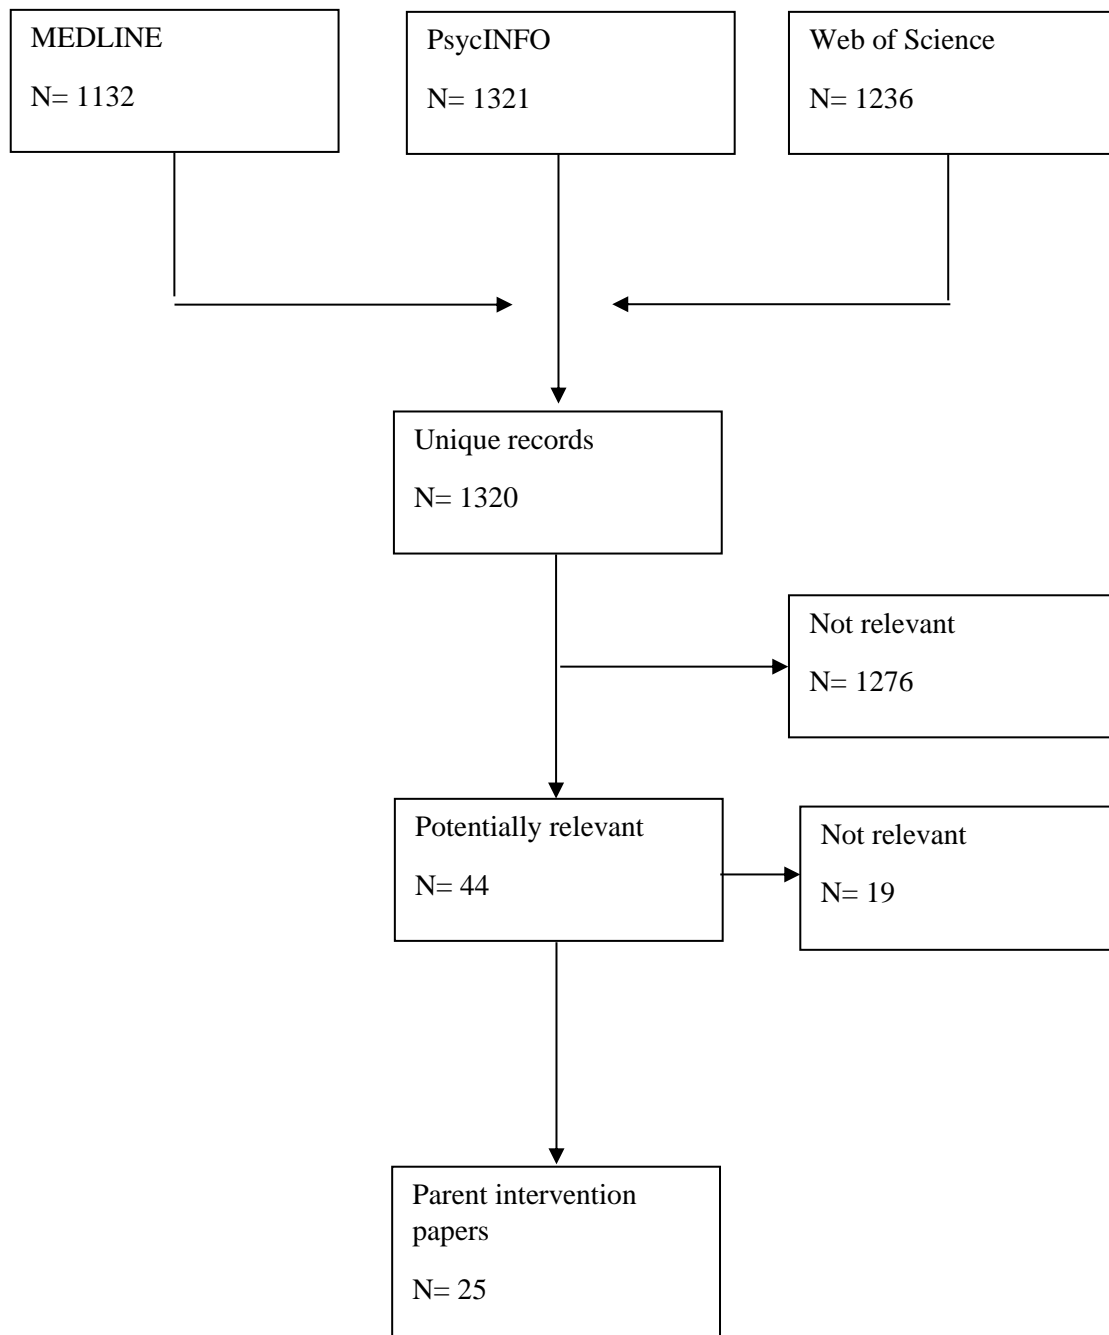 MEDLINE
N= 1132
PsycINFO
N= 1321
Web of Science
N= 1236
Unique records
N= 1320
Not relevant
N= 1276
Potentially relevant
N= 44
Not relevant
N= 19
Parent intervention
papers
N= 25